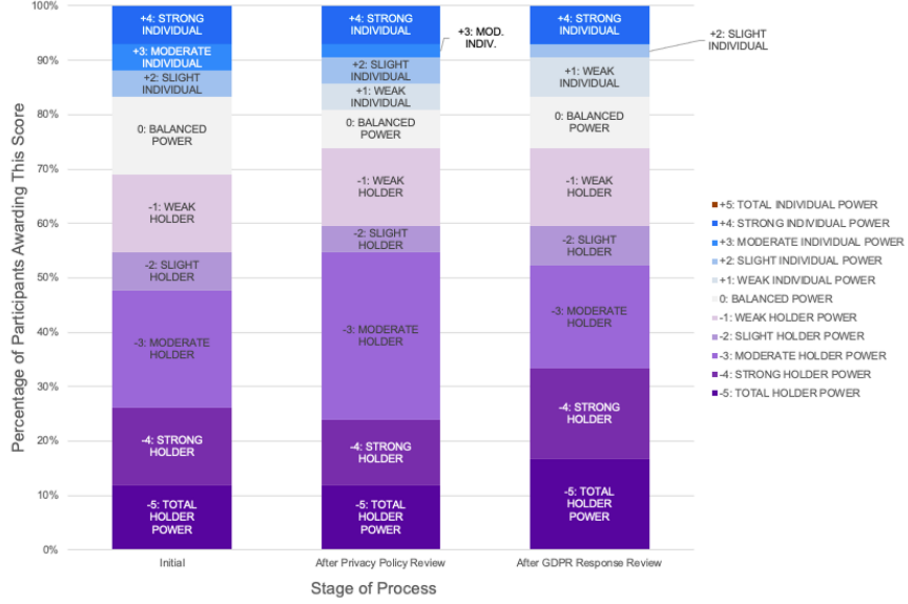 Percentage of Participants Awarding This Score
100%
90%
80%
70%
60%
50%
40%
30%
20%
10%
0%
+4: STRONG
INDIVIDUAL
+3: MODERATE
INDIVIDUAL
+2: SLIGHT
INDIVIDUAL
0: BALANCED
POWER
-1: WEAK
HOLDER
-2: SLIGHT
HOLDER
-3: MODERATE
HOLDER
-4: STRONG
HOLDER
-5: TOTAL
HOLDER
POWER
+4: STRONG
INDIVIDUAL
+3: MOD.
INDIV.
+2: SLIGHT
INDIVIDUAL
+1: WEAK
INDIVIDUAL
0: BALANCED
POWER
-1: WEAK
HOLDER
-2: SLIGHT
HOLDER
-3: MODERATE
HOLDER
-4: STRONG
HOLDER
-5: TOTAL
HOLDER
POWER
+4: STRONG
INDIVIDUAL
+2: SLIGHT
INDIVIDUAL
+1: WEAK
INDIVIDUAL
0: BALANCED
POWER
-1: WEAK
HOLDER
-2: SLIGHT
HOLDER
-3: MODERATE
HOLDER
-4: STRONG
HOLDER
-5: TOTAL
HOLDER
POWER
Initial
After Privacy Policy Review
After GDPR Response Review
Stage of Process
+5: TOTAL INDIVIDUAL POWER
+4: STRONG INDIVIDUAL POWER
+3: MODERATE INDIVIDUAL POWER
+2: SLIGHT INDIVIDUAL POWER
+1: WEAK INDIVIDUAL POWER
0: BALANCED POWER
-1: WEAK HOLDER POWER
-2: SLIGHT HOLDER POWER
-3: MODERATE HOLDER POWER
-4: STRONG HOLDER POWER
-5: TOTAL HOLDER POWER